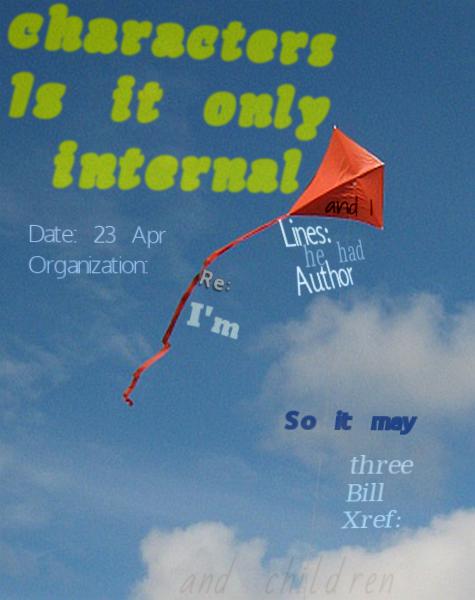 characters
Is it only
internal
and I
Lines:
he had
Author
Date: 23 Apr
Organization:
Re:
I'm
So it may
three
Bill
Xref:
and children